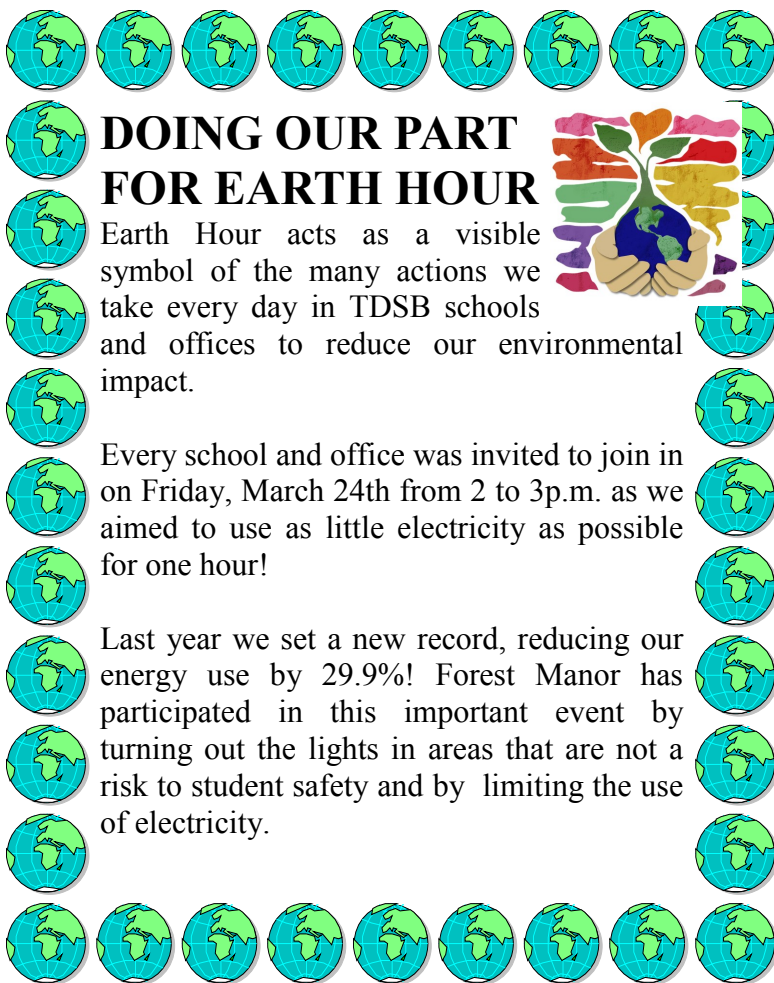 DOING OUR PART
FOR EARTH HOUR
Earth Hour acts as a visible
symbol of the many actions we
take every day in TDSB schools
and offices to reduce our environmental
impact.
Every school and office was invited to join in
on Friday, March 24th from 2 to 3p.m. as we
aimed to use as little electricity as possible
for one hour!
Last year we set a new record, reducing our
energy use by 29.9%! Forest Manor has
participated in this important event by
turning out the lights in areas that are not a
risk to student safety and by  limiting the use
of electricity.